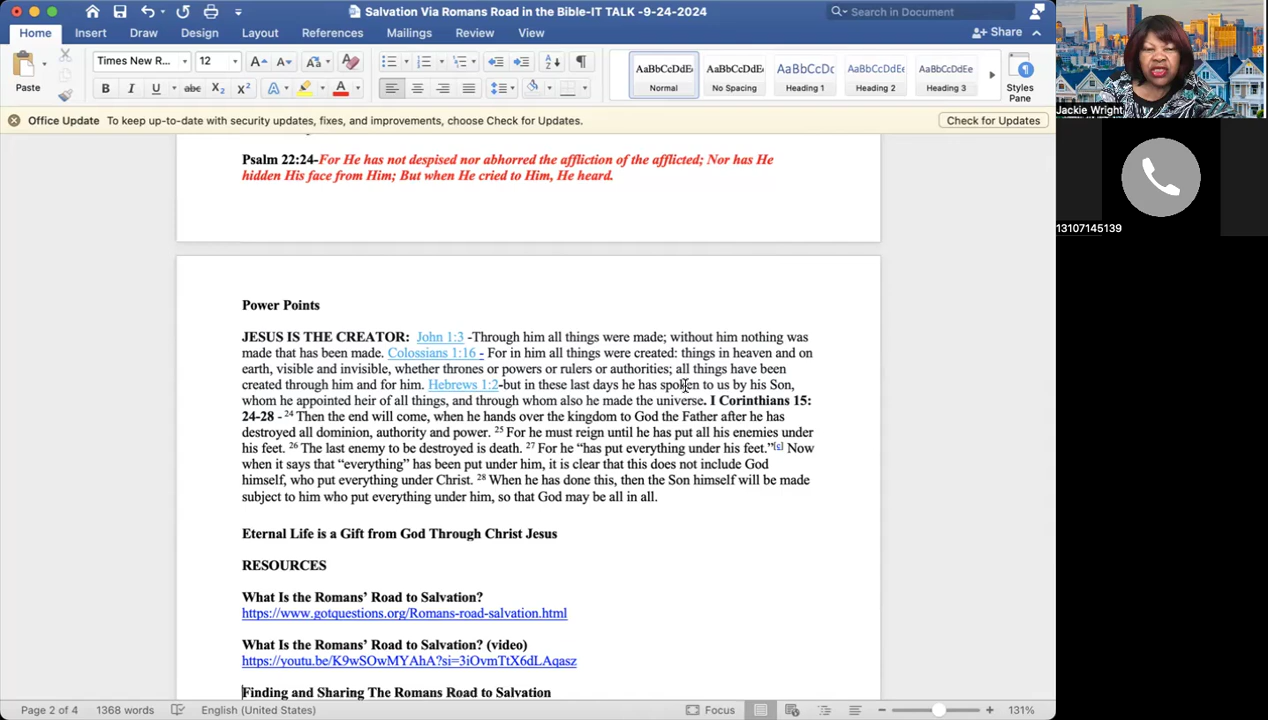 Salvation Via Romans Road in the Bible-IT TALK -9-24-2024
Search in Document
Home Insert Draw Design Layout References Mailings Review View
Share
Paste
Times New R... 12
AaBbCcDdE AaBbCcDdE AaBbCcDc AaBbCcDdE AaBbCcDdEe
Normal No Spacing Heading 1 Heading 2 Heading 3
Styles
Pane
Office Update To keep up-to-date with security updates, fixes, and improvements, choose Check for Updates. Check for Updates
Jackie Wright
13107145139
Psalm 22:24-For He has not despised nor abhorred the affliction of the afflicted; Nor has He
hidden His face from Him; But when He cried to Him, He heard.
Power Points
JESUS IS THE CREATOR: John 1:3 -Through him all things were made; without him nothing was
made that has been made. Colossians 1:16 - For in him all things were created: things in heaven and on
earth, visible and invisible, whether thrones or powers or rulers or authorities; all things have been
created through him and for him. Hebrews 1:2-but in these last days he has spoken to us by his Son,
whom he appointed heir of all things, and through whom also he made the universe. I Corinthians 15:
24-28 - 24 Then the end will come, when he hands over the kingdom to God the Father after he has
destroyed all dominion, authority and power. 25 For he must reign until he has put all his enemies under
his feet. 26 The last enemy to be destroyed is death. 27 For he “has put everything under his feet.”[c] Now
when it says that “everything” has been put under him, it is clear that this does not include God
himself, who put everything under Christ. 28 When he has done this, then the Son himself will be made
subject to him who put everything under him, so that God may be all in all.
Eternal Life is a Gift from God Through Christ Jesus
RESOURCES
What Is the Romans’ Road to Salvation?
https://www.gotquestions.org/Romans-road-salvation.html
What Is the Romans’ Road to Salvation? (video)
https://youtu.be/K9wSOwMYAhA?si=3iOvmTtX6dLAqasz
Finding and Sharing The Romans Road to Salvation
Page 2 of 4 1368 words English (United States) Focus 131%